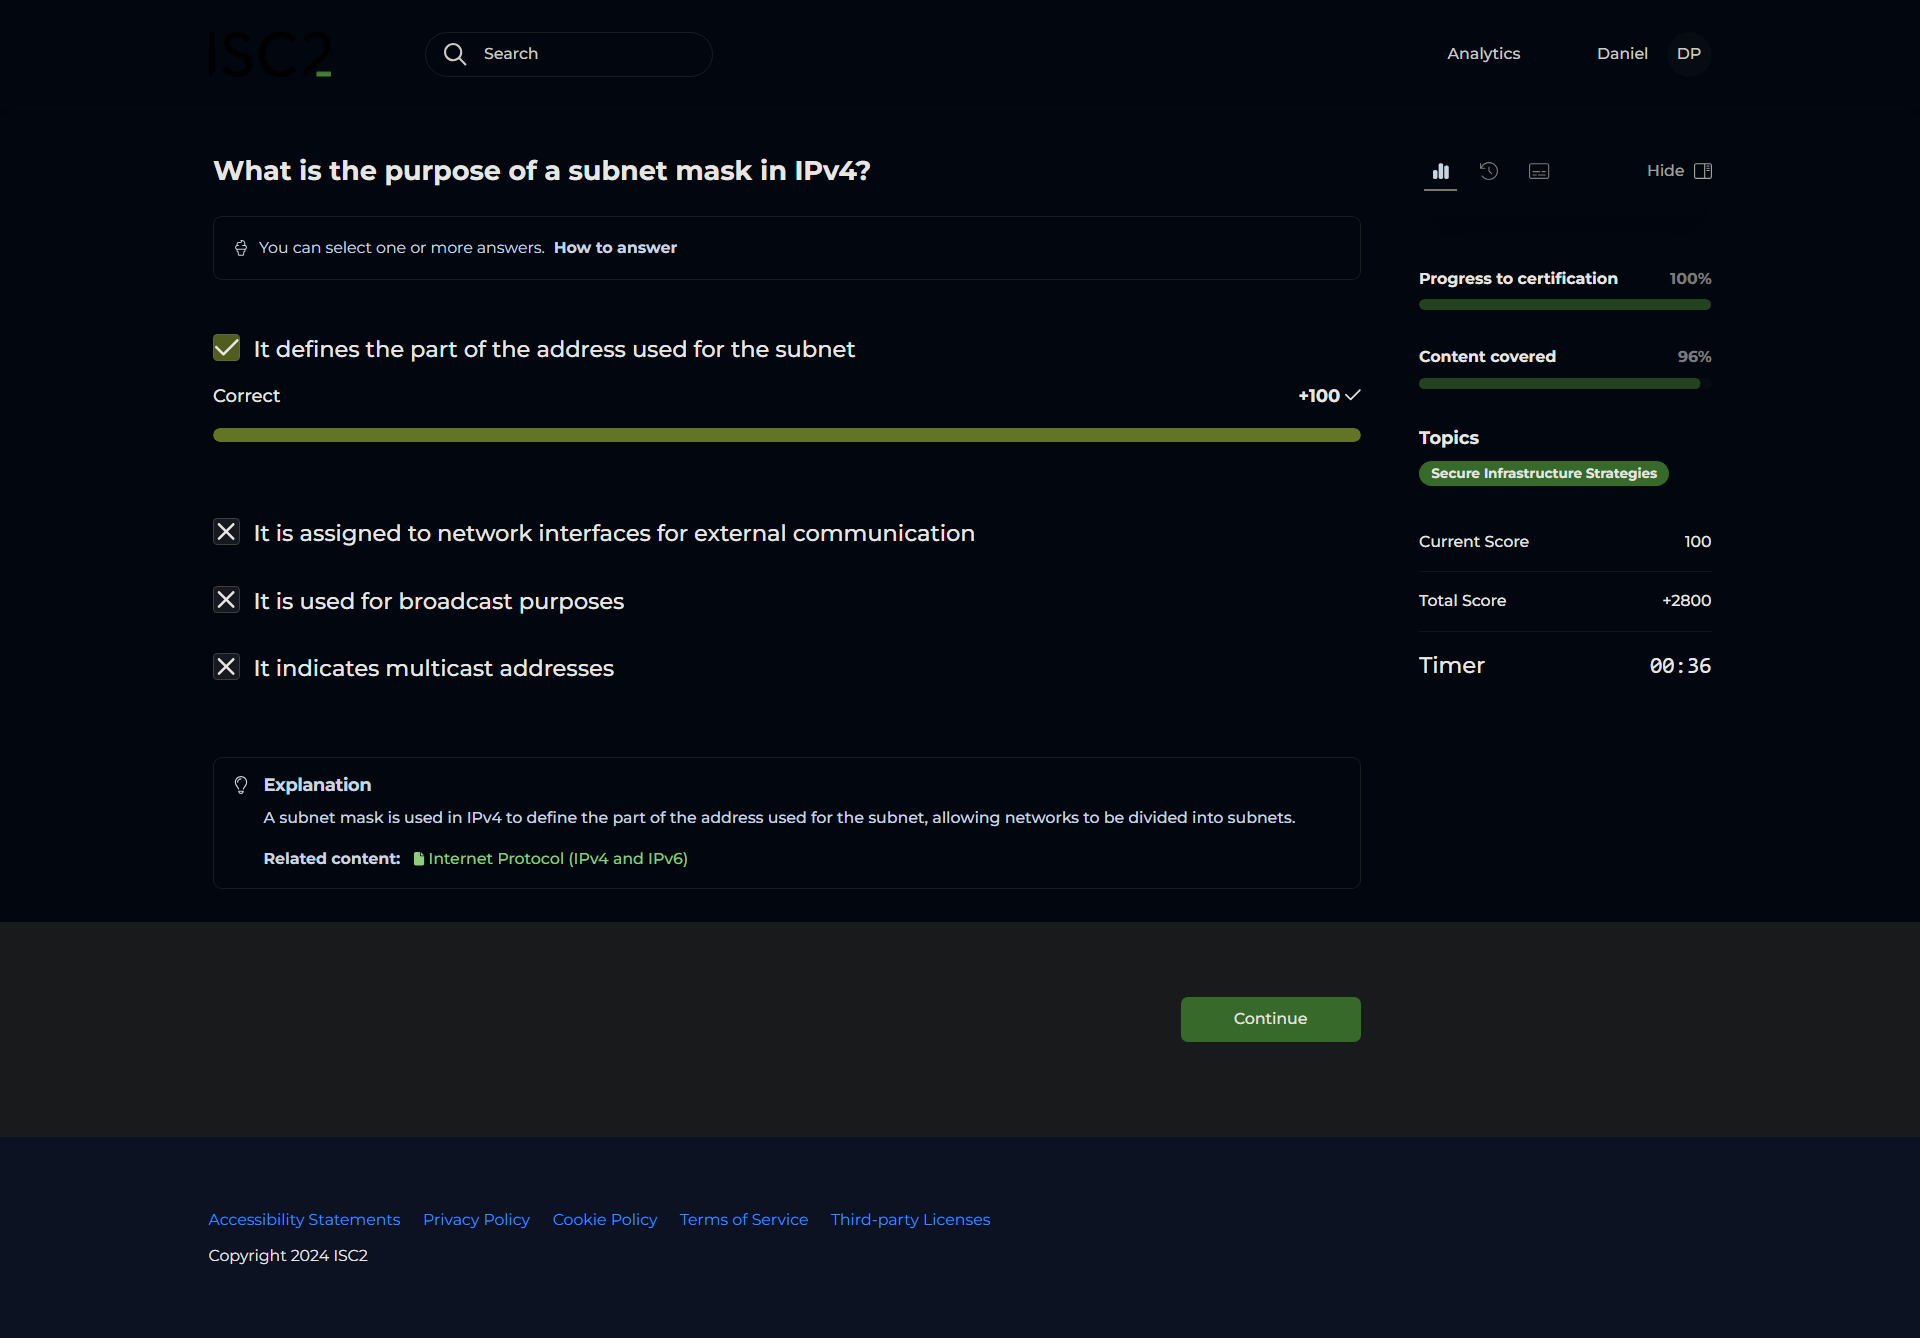 ISC2
Search
Analytics
Daniel
DP
What is the purpose of a subnet mask in IPv4?
Hide
You can select one or more answers. How to answer
Progress to certification 100%
Content covered 96%
It defines the part of the address used for the subnet
Correct
+100
Topics
Secure Infrastructure Strategies
It is assigned to network interfaces for external communication
Current Score 100
It is used for broadcast purposes
Total Score +2800
It indicates multicast addresses
Timer 00:36
Explanation
A subnet mask is used in IPv4 to define the part of the address used for the subnet, allowing networks to be divided into subnets.
Related content: Internet Protocol (IPv4 and IPv6)
Continue
Accessibility Statements Privacy Policy Cookie Policy Terms of Service Third-party Licenses
Copyright 2024 ISC2